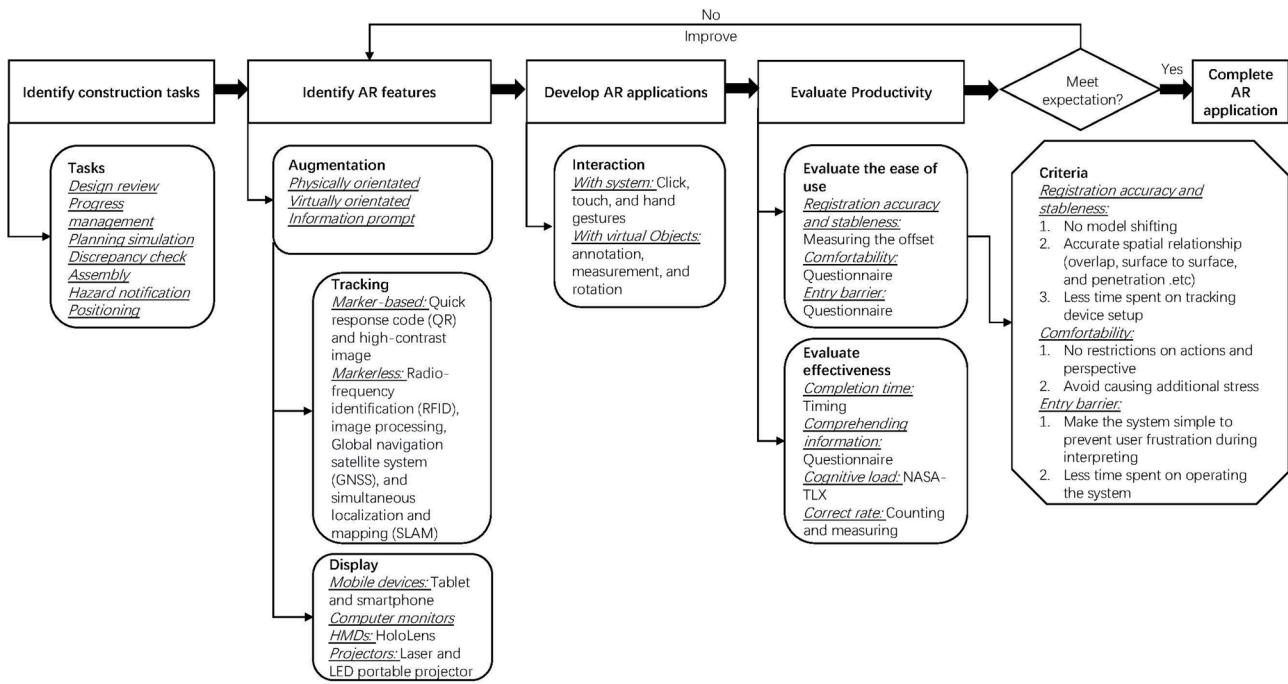 No
Improve
Identify construction tasks
Identify AR features
Develop AR applications
Evaluate Productivity
Meet
expectation?
Yes
Complete
AR
application
Tasks
Design review
Progress
management
Planning simulation
Discrepancy check
Assembly
Hazard notification
Positioning
Augmentation
Physically orientated
Virtually orientated
Information prompt
Tracking
Marker-based: Quick
response code (QR)
and high-contrast
image
Markerless: Radio-
frequency
identification (RFID),
image processing,
Global navigation
satellite system
(GNSS), and
simultaneous
localization and
mapping (SLAM)
Display
Mobile devices: Tablet
and smartphone
Computer monitors
HMDs: HoloLens
Projectors: Laser and
LED portable projector
Interaction
With system: Click,
touch, and hand
gestures
With virtual Objects:
annotation,
measurement, and
rotation
Evaluate the ease of
use
Registration accuracy
and stableness:
Measuring the offset
Comfortability:
Questionnaire
Entry barrier:
Questionnaire
Evaluate
effectiveness
Completion time:
Timing
Comprehending
information:
Questionnaire
Cognitive load: NASA-
TLX
Correct rate: Counting
and measuring
Criteria
Registration accuracy and
stableness:
1. No model shifting
2. Accurate spatial relationship
(overlap, surface to surface,
and penetration .etc)
3. Less time spent on tracking
device setup
Comfortability:
1. No restrictions on actions and
perspective
2. Avoid causing additional stress
Entry barrier:
1. Make the system simple to
prevent user frustration during
interpreting
2. Less time spent on operating
the system